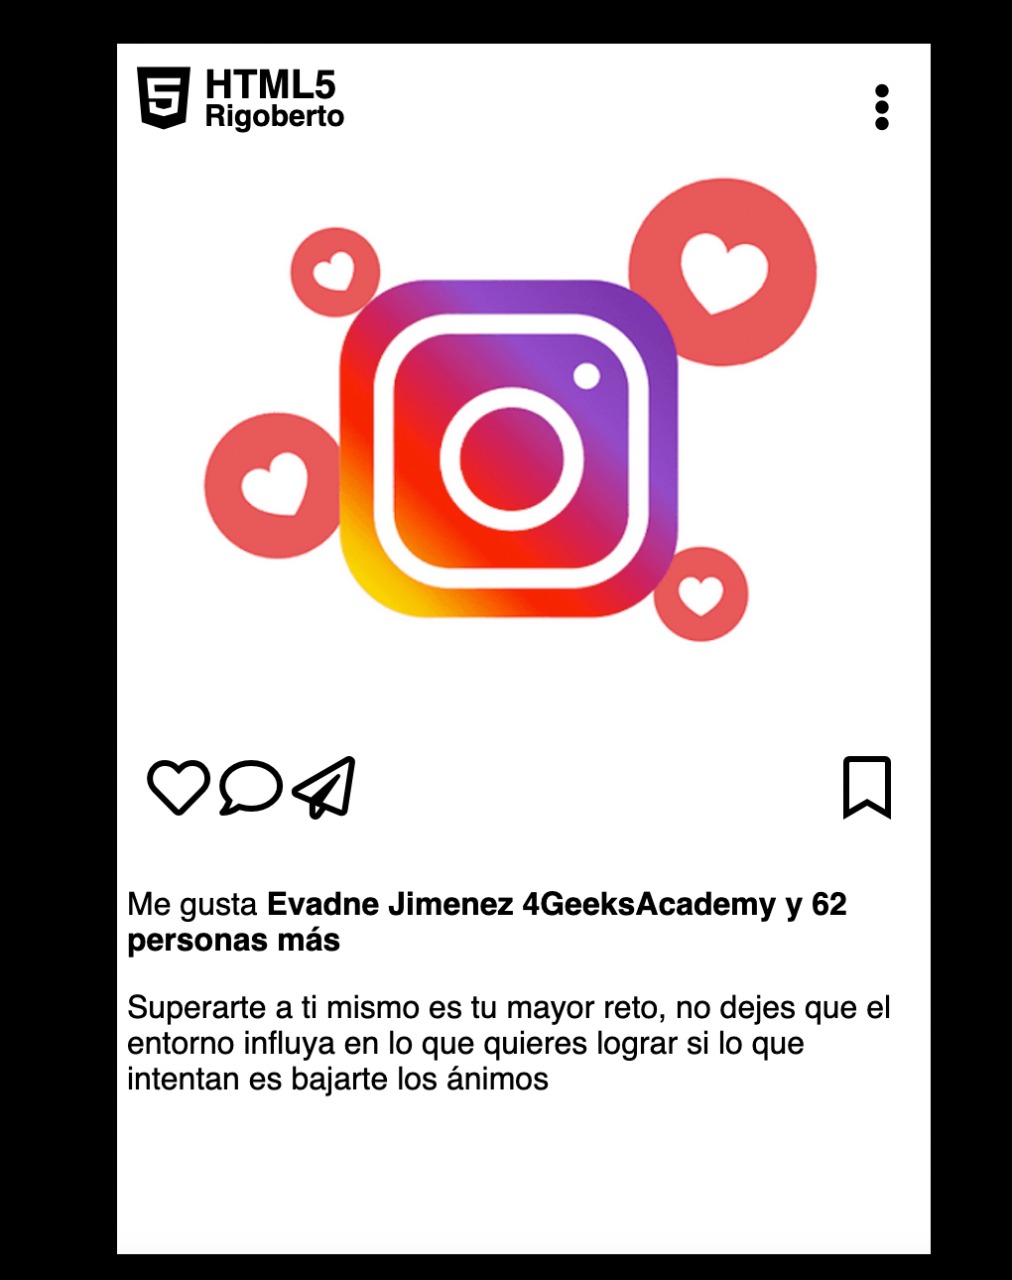 HTML5
Rigoberto
Me gusta Evadne Jimenez 4GeeksAcademy y 62
personas más
Superarte a ti mismo es tu mayor reto, no dejes que el
entorno influya en lo que quieres lograr si lo que
intentan es bajarte los ánimos